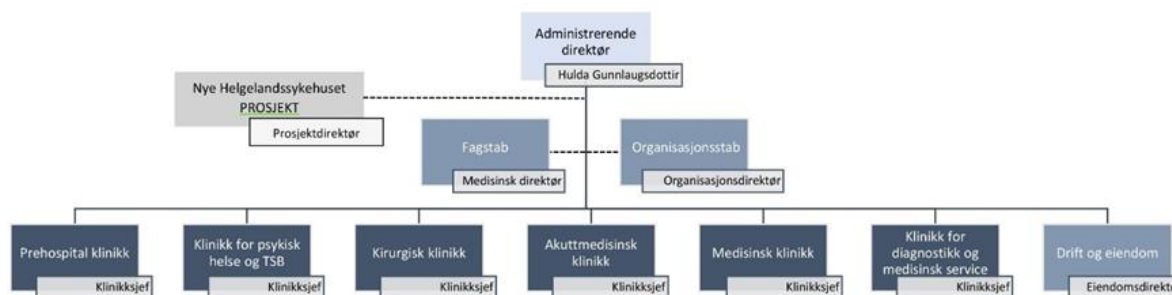 Administrerende
direktør
Hulda Gunnlaugsdottir
Nye Helgelandssykehuset
PROSJEKT
Prosjektdirektør
Fagstab
Medisinsk direktør
Organisasjonsstab
Organisasjonsdirektør
Prehospital klinikk
Klinikksjef
Klinikk for psykisk
helse og TSB
Klinikksjef
Kirurgisk klinikk
Klinikksjef
Akuttmedisinsk
klinikk
Klinikksjef
Medisinsk klinikk
Klinikksjef
Klinikk for
diagnostikk og
medisinsk service
Klinikksjef
Drift og eiendom
Eiendomsdirekt